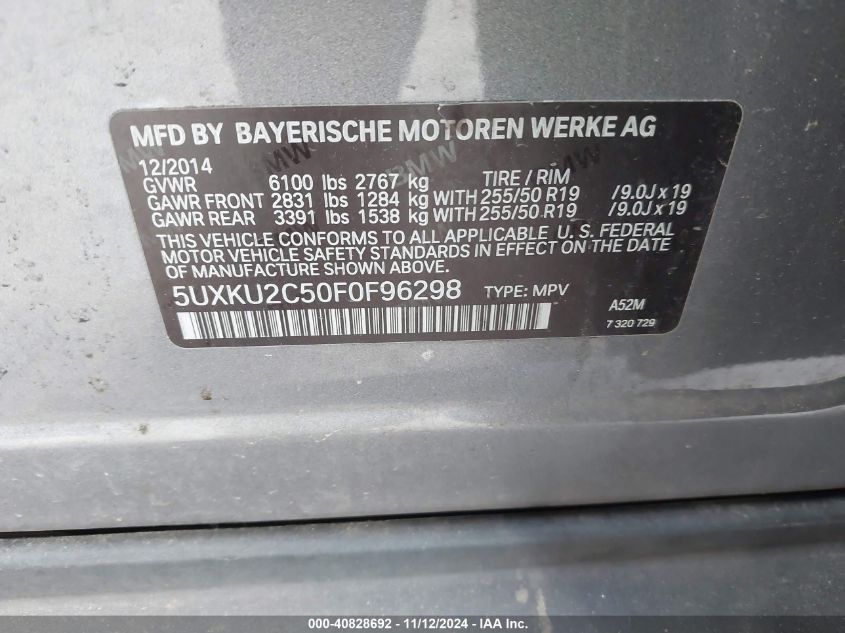 MFD BY BAYERISCHE MOTOREN WERKE AG
12/2014
GVWR 6100 lbs 2767 kg TIRE / RIM
GAWR FRONT 2831 lbs 1284 kg WITH 255/50 R19 /9.0J x 19
GAWR REAR 3391 lbs 1538 kg WITH 255/50 R19 /9.0J x 19
THIS VEHICLE CONFORMS TO ALL APPLICABLE U. S. FEDERAL
MOTOR VEHICLE SAFETY STANDARDS IN EFFECT ON THE DATE
OF MANUFACTURE SHOWN ABOVE.
5UXKU2C50F0F96298 TYPE: MPV A52M
7 320 729
000-40828692 - 11/12/2024 - IAA Inc.